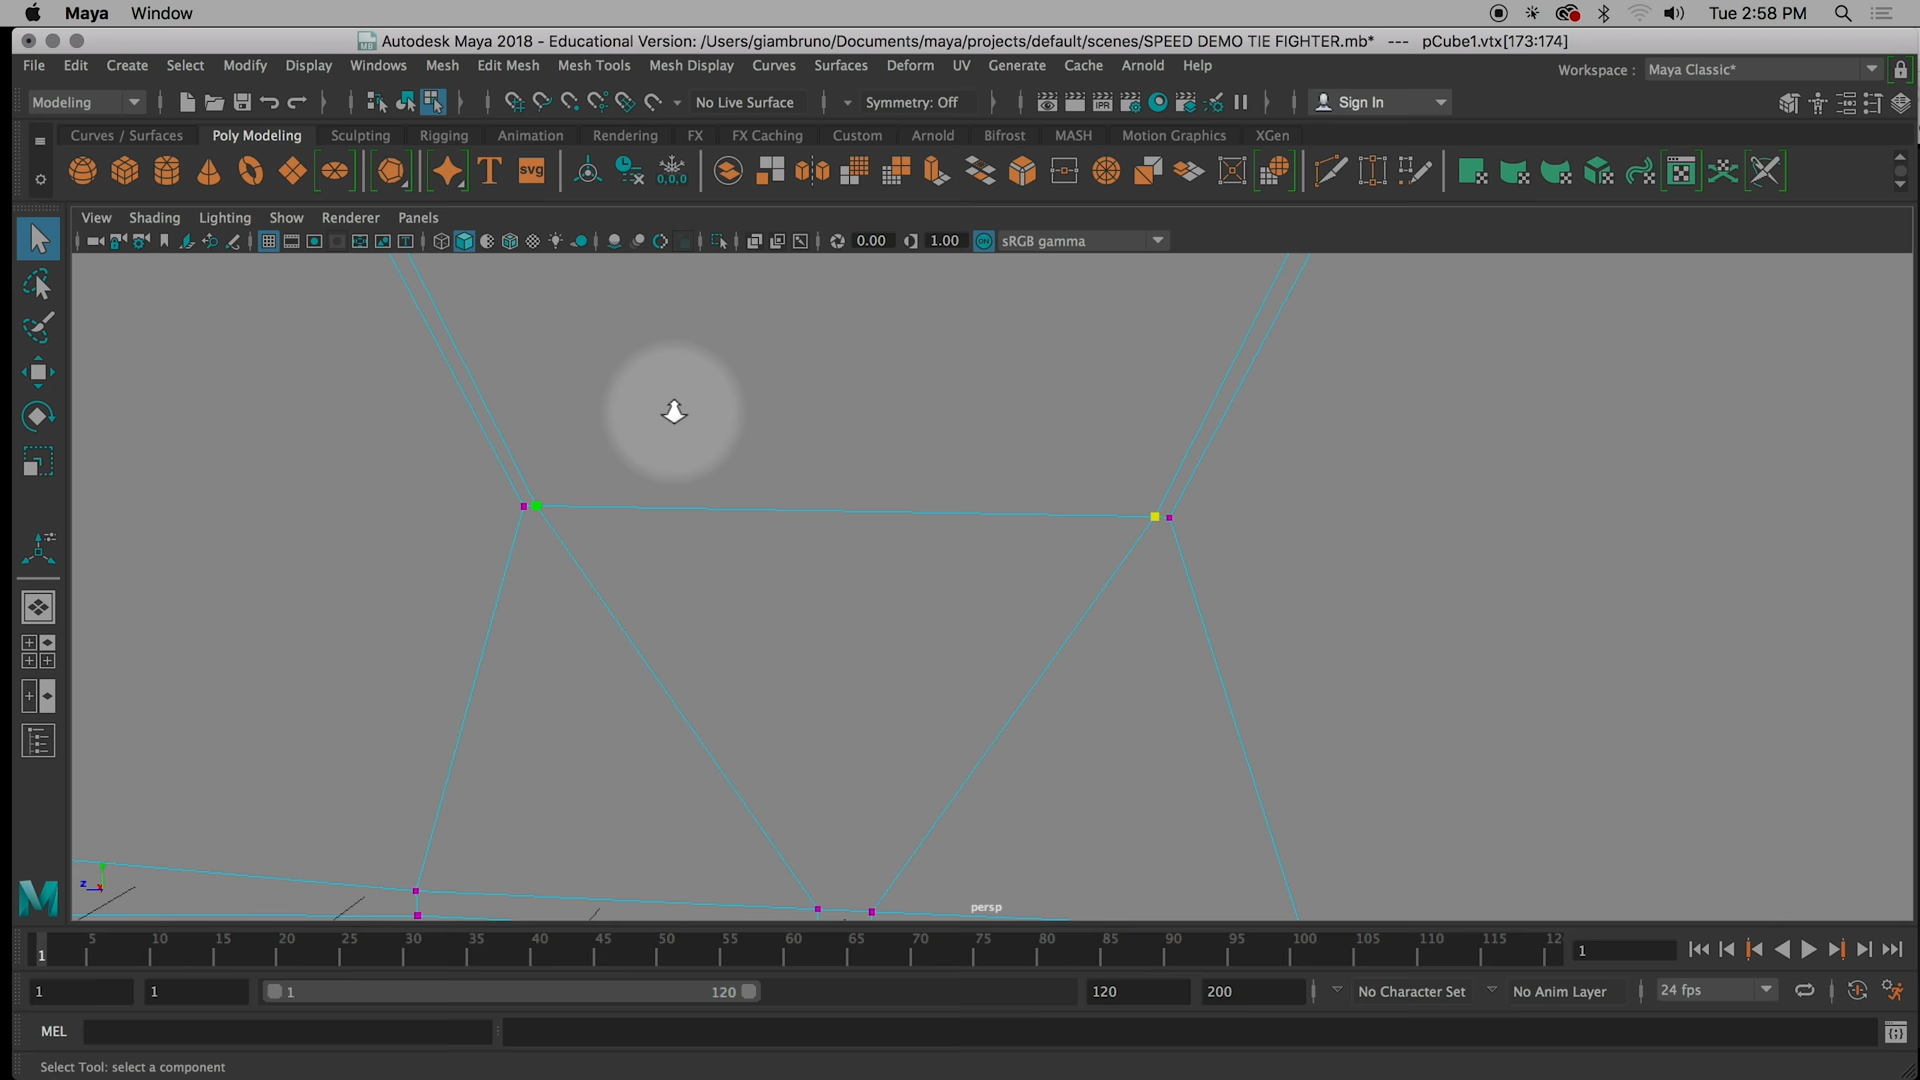 Maya Window Tue 2:58 PM
Autodesk Maya 2018 - Educational Version: /Users/giambruno/Documents/maya/projects/default/scenes/SPEED DEMO TIE FIGHTER.mb* --- pCube1.vtx[173:174]
File Edit Create Select Modify Display Windows Mesh Edit Mesh Mesh Tools Mesh Display Curves Surfaces Deform UV Generate Cache Arnold Help Workspace : Maya Classic*
Modeling No Live Surface Symmetry: Off IPR Sign In
Curves / Surfaces Poly Modeling Sculpting Rigging Animation Rendering FX FX Caching Custom Arnold Bifrost MASH Motion Graphics XGen
T SVG 0,0,0
View Shading Lighting Show Renderer Panels
0.00 1.00 ON sRGB gamma
z
persp
1 5 10 15 20 25 30 35 40 45 50 55 60 65 70 75 80 85 90 95 100 105 110 115 12 1
1 1 1 120 120 200 No Character Set No Anim Layer 24 fps
MEL
Select Tool: select a component